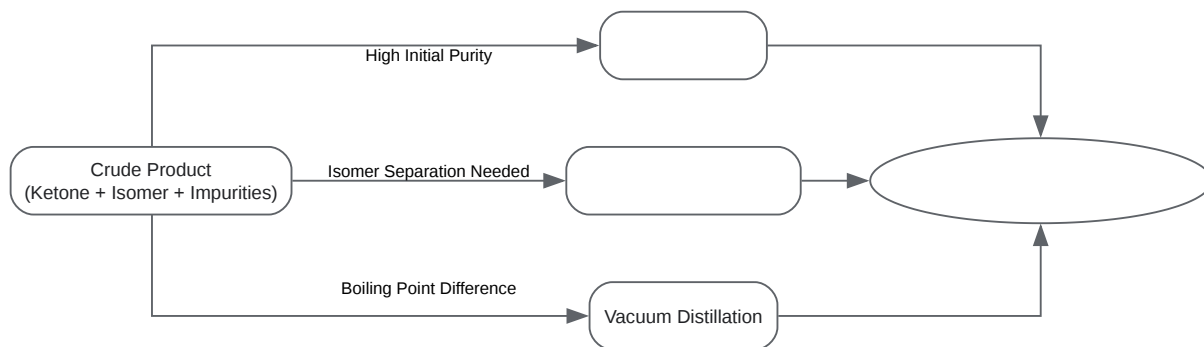 High Initial Purity
Crude Product
(Ketone + Isomer + Impurities)
Isomer Separation Needed
Boiling Point Difference
Vacuum Distillation